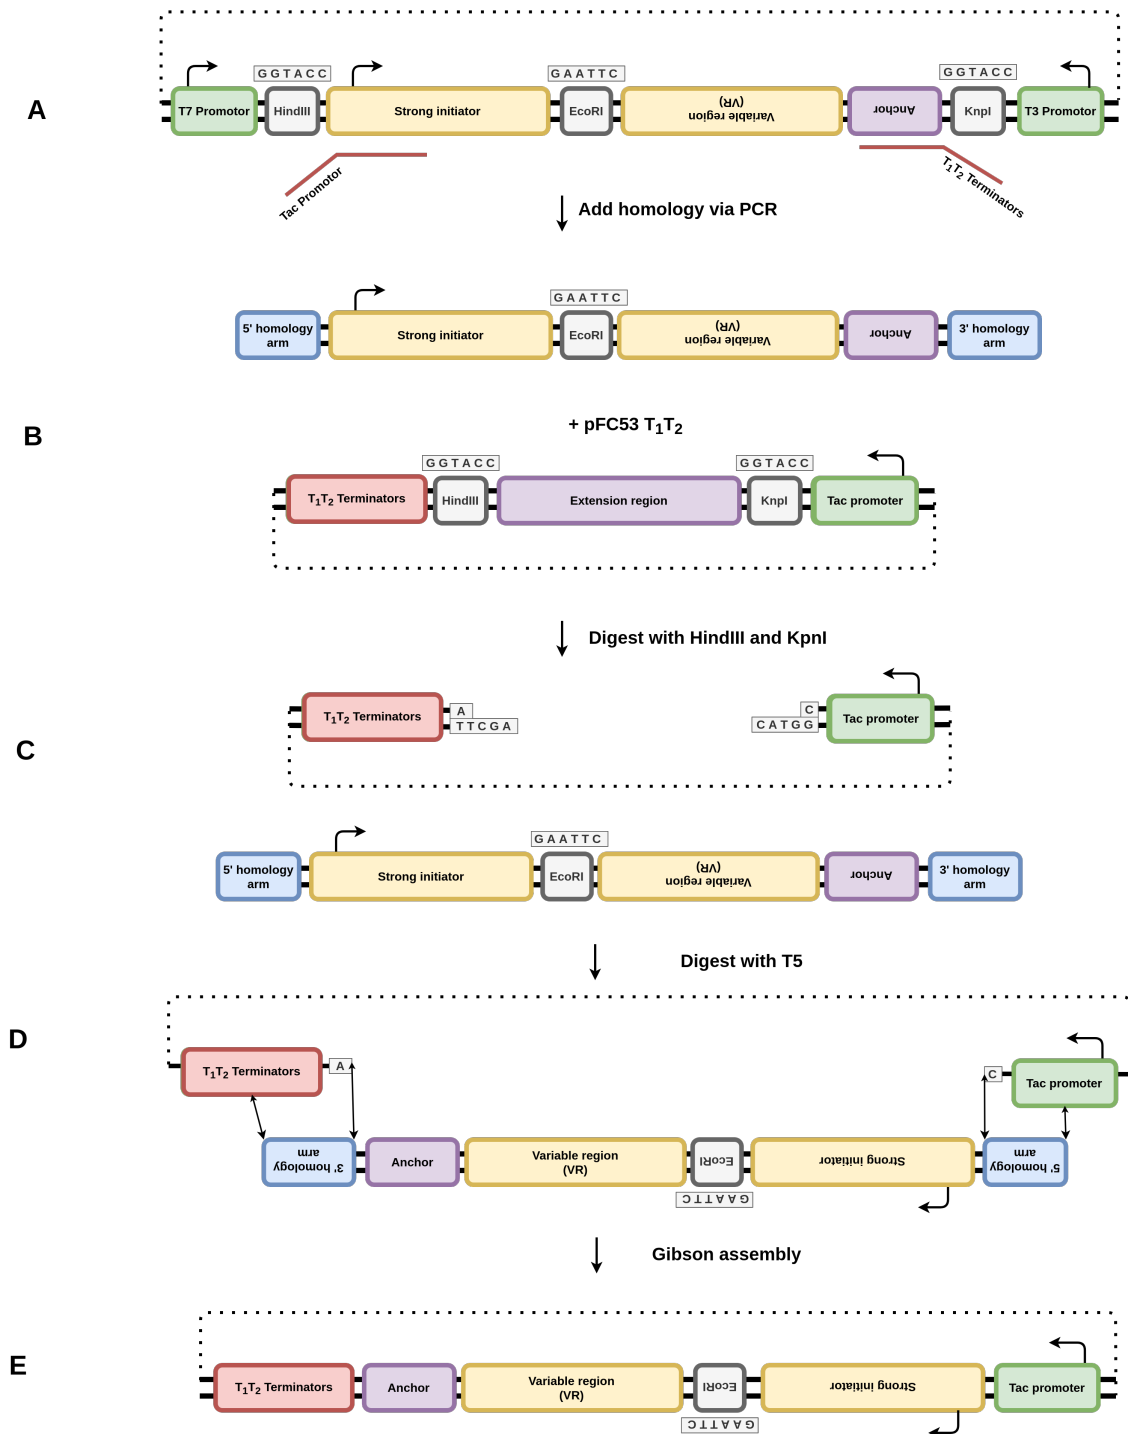 A
GGTACC
GAATTC
GGTACC
T7 Promotor
HindIII
Strong initiator
EcoRI
Variable region
(VR)
Anchor
KnpI
T3 Promotor
Tac Promotor
T1T2 Terminators
Add homology via PCR
GAATTC
5' homology
arm
Strong initiator
EcoRI
Variable region
(VR)
Anchor
3' homology
arm
B
+ pFC53 T1T2
GGTACC
GGTACC
T1T2 Terminators
HindIII
Extension region
KnpI
Tac promoter
Digest with HindIII and KpnI
C
T1T2 Terminators
A
TTCGA
C
CATGG
Tac promoter
GAATTC
5' homology
arm
Strong initiator
EcoRI
Variable region
(VR)
Anchor
3' homology
arm
Digest with T5
D
T1T2 Terminators
A
C
Tac promoter
3' homology
arm
Anchor
Variable region
(VR)
EcoRI
Strong initiator
5' homology
arm
GAATTC
Gibson assembly
E
T1T2 Terminators
Anchor
Variable region
(VR)
EcoRI
Strong initiator
Tac promoter
GAATTC